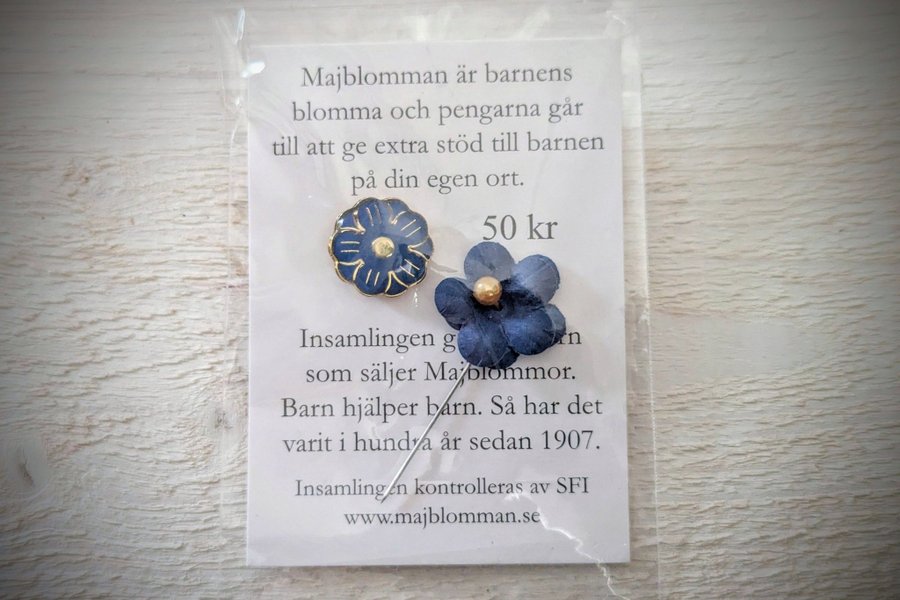 Majblomman är barnens
blomma och pengarna går
till att ge extra stöd till barnen
på din egen ort.
50 kr
Insamlingen
som säljer Majblommor.
Barn hjälper barn. Så har det
varit i hundra år sedan 1907.
Insamlingen kontrolleras av SFI
www.majblomman.se